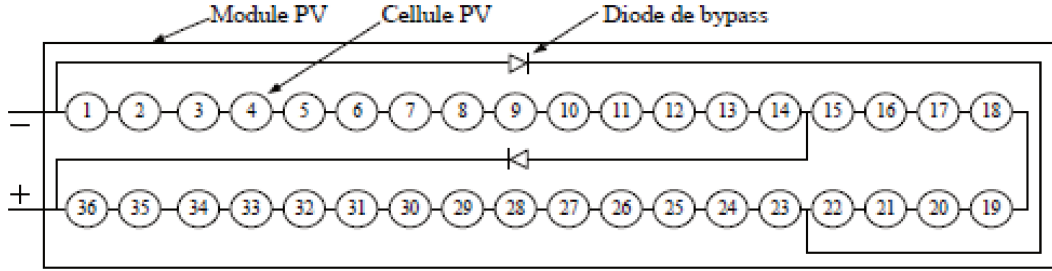 Module PV Cellule PV Diode de bypass
1 2 3 4 5 6 7 8 9 10 11 12 13 14 15 16 17 18
−
+
36 35 34 33 32 31 30 29 28 27 26 25 24 23 22 21 20 19